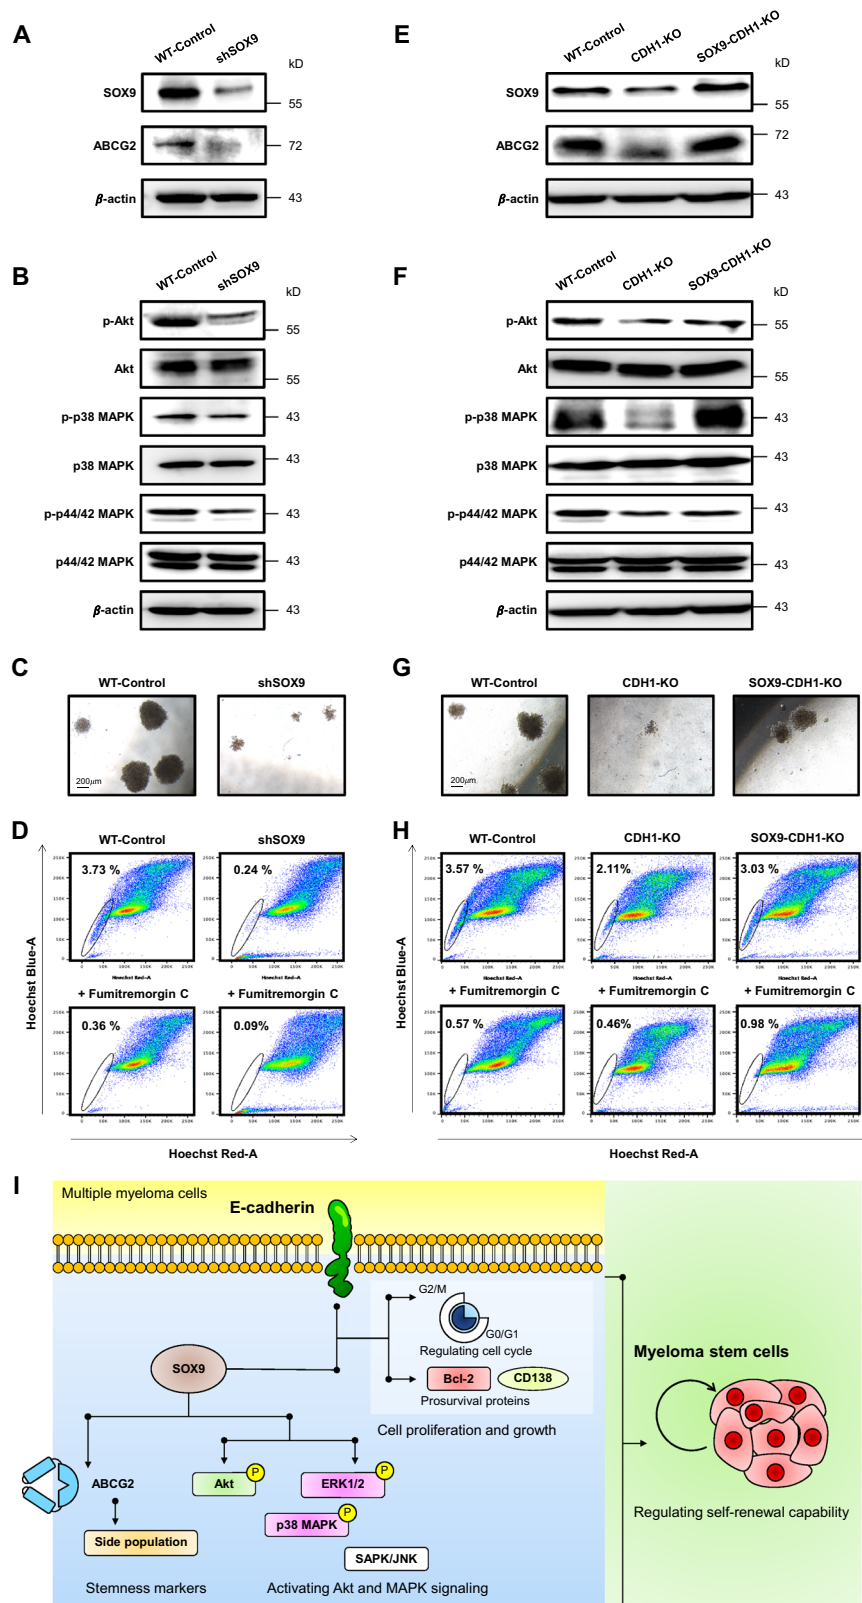 A
WT-Control
shSOX9
kD
SOX9
55
ABCG2
72
β-actin
43
E
WT-Control
CDH1-KO
SOX9-CDH1-KO
kD
SOX9
55
72
ABCG2
β-actin
43
B
WT-Control
shSOX9
kD
p-Akt
55
Akt
55
p-p38 MAPK
43
p38 MAPK
43
p-p44/42 MAPK
43
p44/42 MAPK
43
β-actin
43
F
WT-Control
CDH1-KO
SOX9-CDH1-KO
kD
p-Akt
55
Akt
55
p-p38 MAPK
43
p38 MAPK
43
p-p44/42 MAPK
43
p44/42 MAPK
43
β-actin
43
C
WT-Control
shSOX9
200μm
G
WT-Control
CDH1-KO
SOX9-CDH1-KO
200μm
D
WT-Control
shSOX9
3.73 %
0.24 %
+ Fumitremorgin C
+ Fumitremorgin C
0.36 %
0.09%
Hoechst Blue-A
Hoechst Red-A
H
WT-Control
CDH1-KO
SOX9-CDH1-KO
3.57 %
2.11%
3.03 %
+ Fumitremorgin C
+ Fumitremorgin C
+ Fumitremorgin C
0.57 %
0.46%
0.98 %
Hoechst Blue-A
Hoechst Red-A
I
Multiple myeloma cells
E-cadherin
G2/M
G0/G1
Regulating cell cycle
SOX9
Bcl-2
CD138
Prosurvival proteins
Cell proliferation and growth
Myeloma stem cells
ABCG2
Akt
P
ERK1/2
P
p38 MAPK
P
Side population
SAPK/JNK
Stemness markers
Activating Akt and MAPK signaling
Regulating self-renewal capability